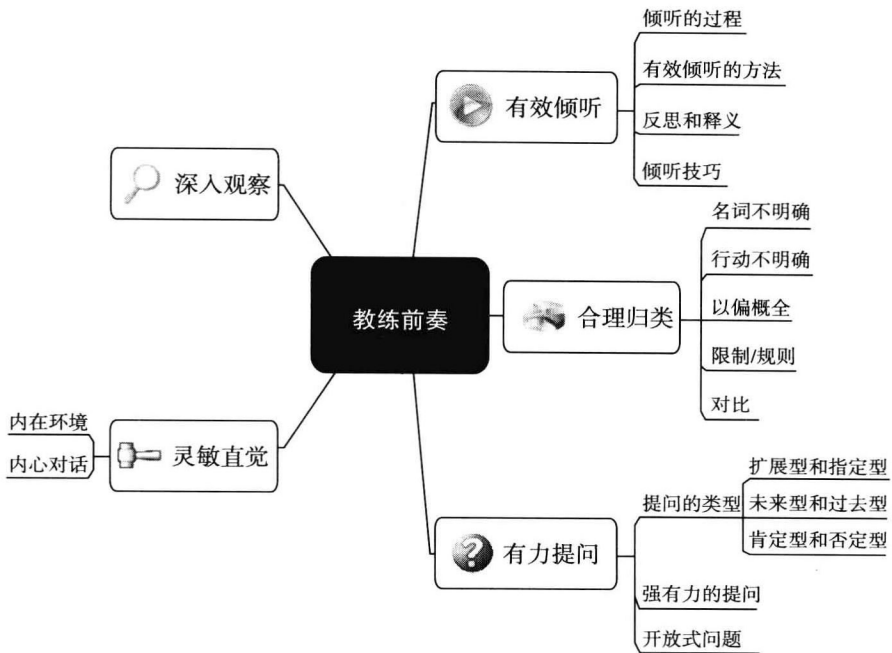 教练前奏
有效倾听
倾听的过程
有效倾听的方法
反思和释义
倾听技巧
合理归类
名词不明确
行动不明确
以偏概全
限制/规则
对比
有力提问
提问的类型
扩展型和指定型
未来型和过去型
肯定型和否定型
强有力的提问
开放式问题
灵敏直觉
内在环境
内心对话
深入观察